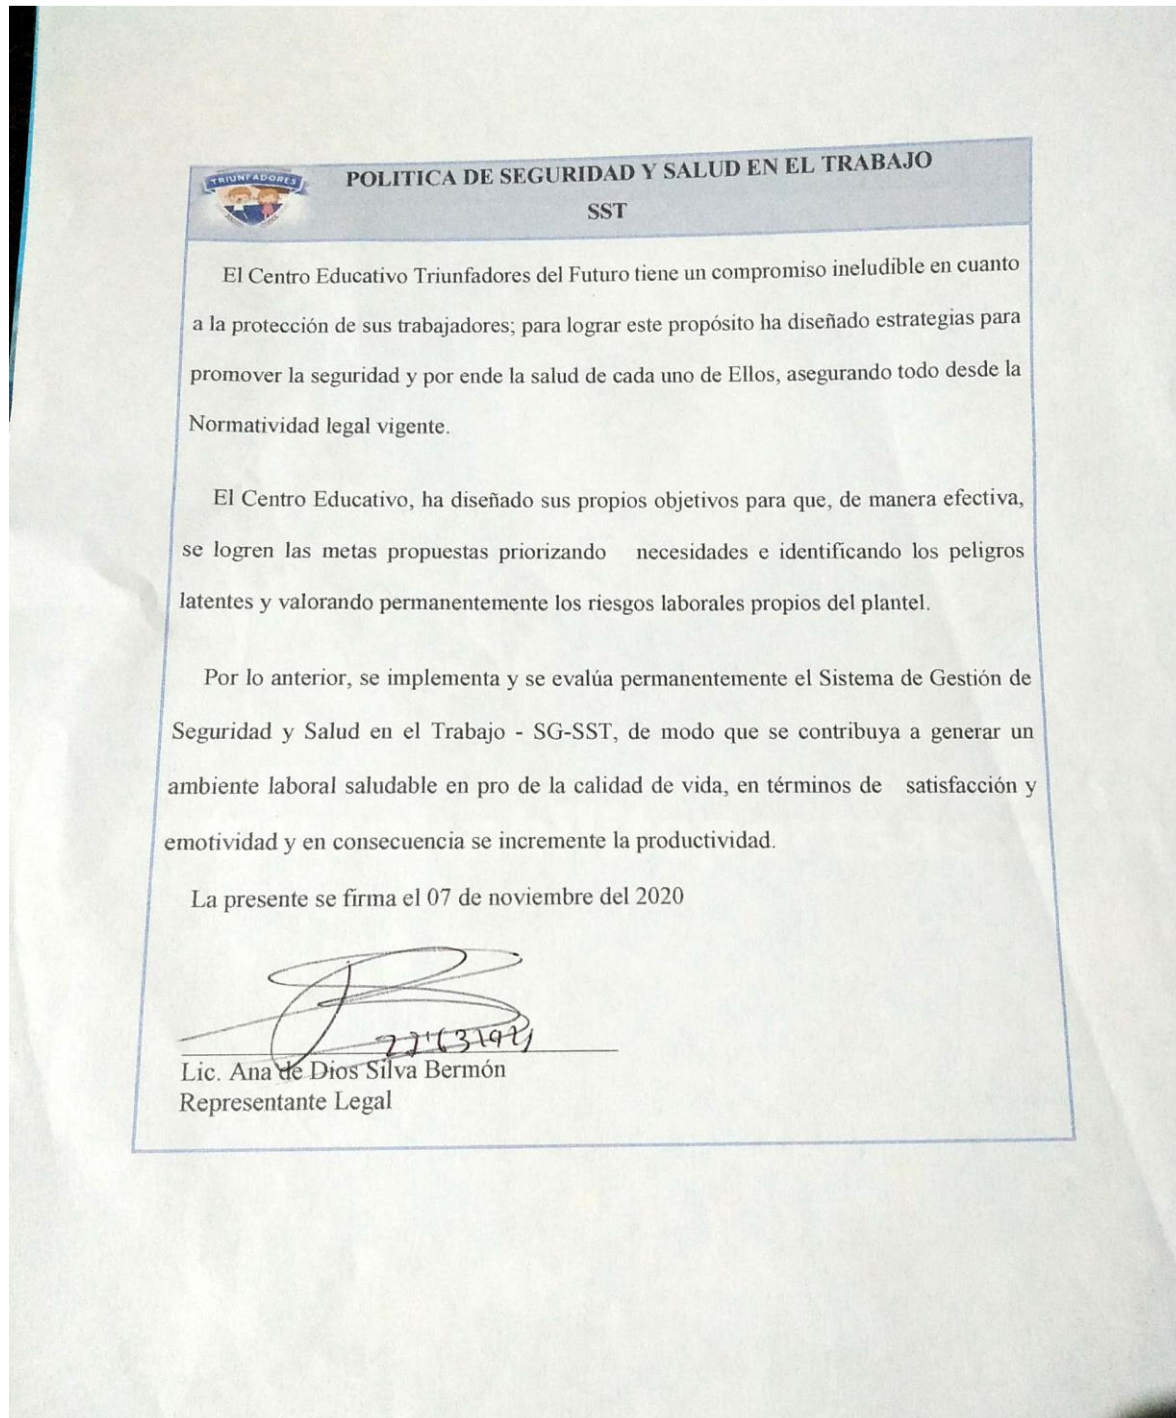 TRIUNFADORES
POLITICA DE SEGURIDAD Y SALUD EN EL TRABAJO
SST
El Centro Educativo Triunfadores del Futuro tiene un compromiso ineludible en cuanto
a la protección de sus trabajadores; para lograr este propósito ha diseñado estrategias para
promover la seguridad y por ende la salud de cada uno de Ellos, asegurando todo desde la
Normatividad legal vigente.
El Centro Educativo, ha diseñado sus propios objetivos para que, de manera efectiva,
se logren las metas propuestas priorizando necesidades e identificando los peligros
latentes y valorando permanentemente los riesgos laborales propios del plantel.
Por lo anterior, se implementa y se evalúa permanentemente el Sistema de Gestión de
Seguridad y Salud en el Trabajo - SG-SST, de modo que se contribuya a generar un
ambiente laboral saludable en pro de la calidad de vida, en términos de satisfacción y
emotividad y en consecuencia se incremente la productividad.
La presente se firma el 07 de noviembre del 2020
Lic. Ana de Dios Silva Bermón
Representante Legal